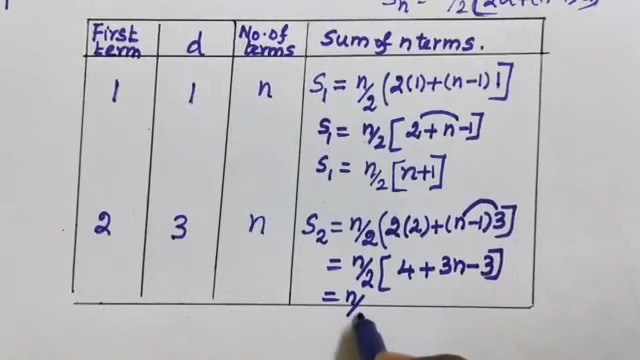 First term d No. of terms Sum of n terms.
1 1 n S₁ = n/2 (2(1)+(n-1)1]
S₁ = n/2 [2+n-1]
S₁ = n/2 [n+1]
2 3 n S₂ = n/2 (2(2)+(n-1)3]
= n/2 [4+3n-3]
= n/